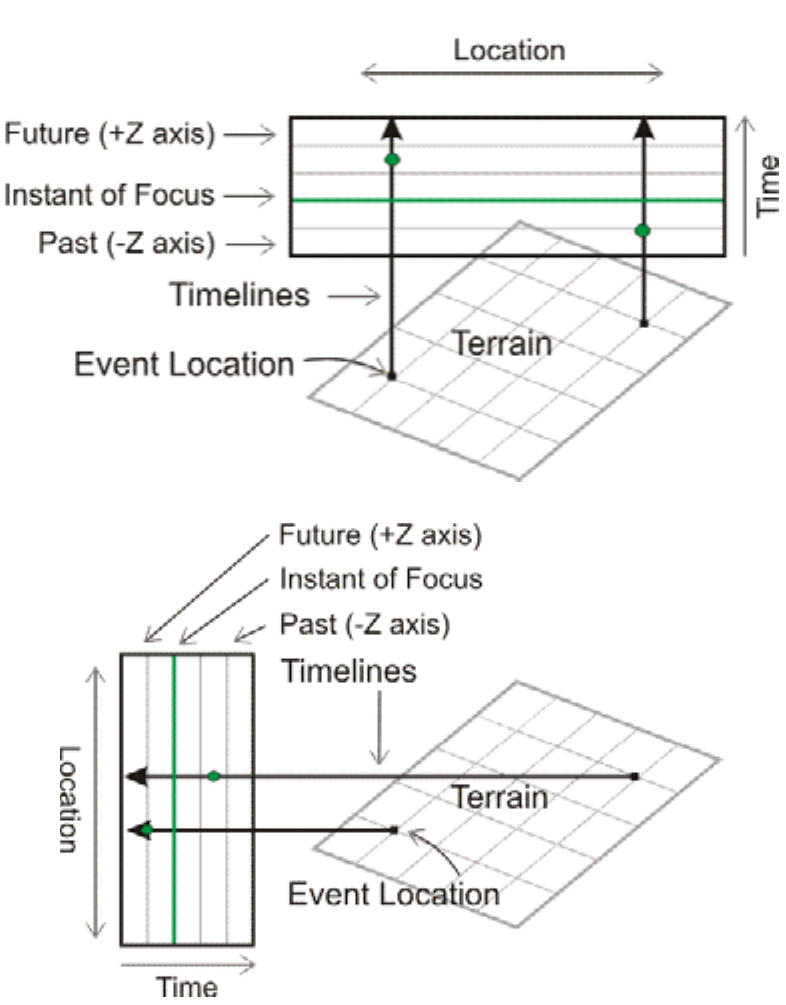 Location
Future (+Z axis)
Instant of Focus
Past (-Z axis)
Time
Timelines
Event Location
Terrain
Future (+Z axis)
Instant of Focus
Past (-Z axis)
Timelines
Location
Terrain
Event Location
Time